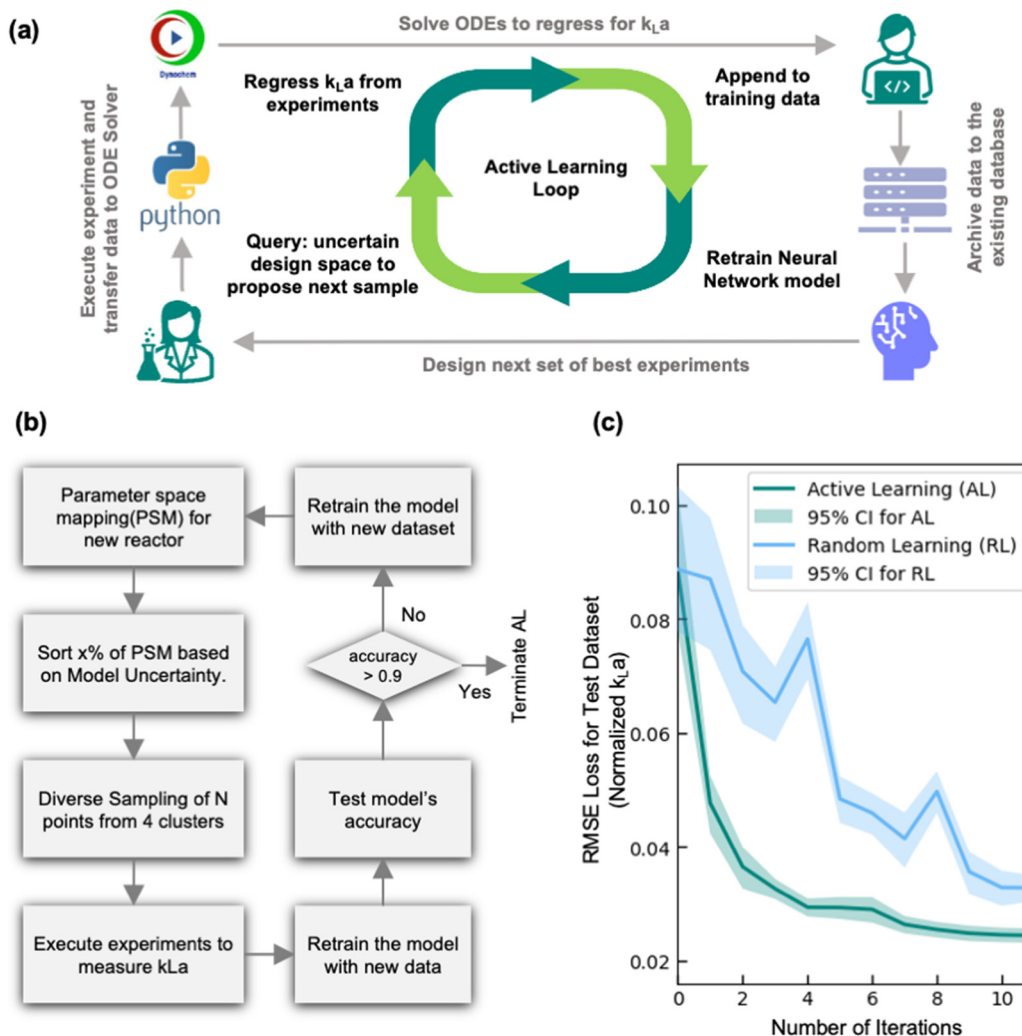 (a)
Dynochem
Solve ODEs to regress for kLa
Regress kLa from
experiments
Append to
training data
</>
Execute experiment and
transfer data to ODE Solver
python
Active Learning
Loop
Archive data to the
existing database
Query: uncertain
design space to
propose next sample
Retrain Neural
Network model
Design next set of best experiments
(b)
Parameter space
mapping(PSM) for
new reactor
Sort x% of PSM based
on Model Uncertainty.
Diverse Sampling of N
points from 4 clusters
Execute experiments to
measure kLa
Retrain the model
with new data
Test model's
accuracy
accuracy
> 0.9
No
Yes
Terminate AL
Retrain the model
with new dataset
(c)
Active Learning (AL)
95% CI for AL
Random Learning (RL)
95% CI for RL
RMSE Loss for Test Dataset
(Normalized kLa)
0.10
0.08
0.06
0.04
0.02
0 2 4 6 8 10
Number of Iterations